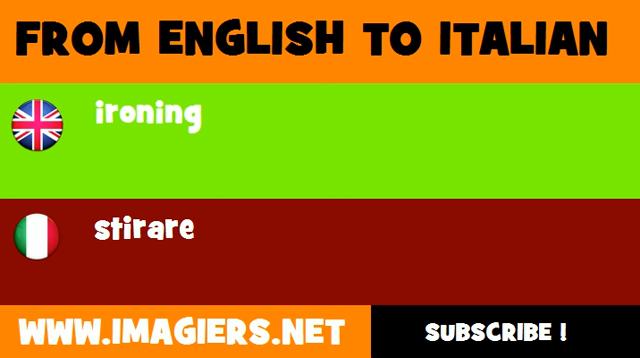 FROM ENGLISH TO ITALIAN
ironing
stirare
WWW.IMAGIERS.NET
SUBSCRIBE !